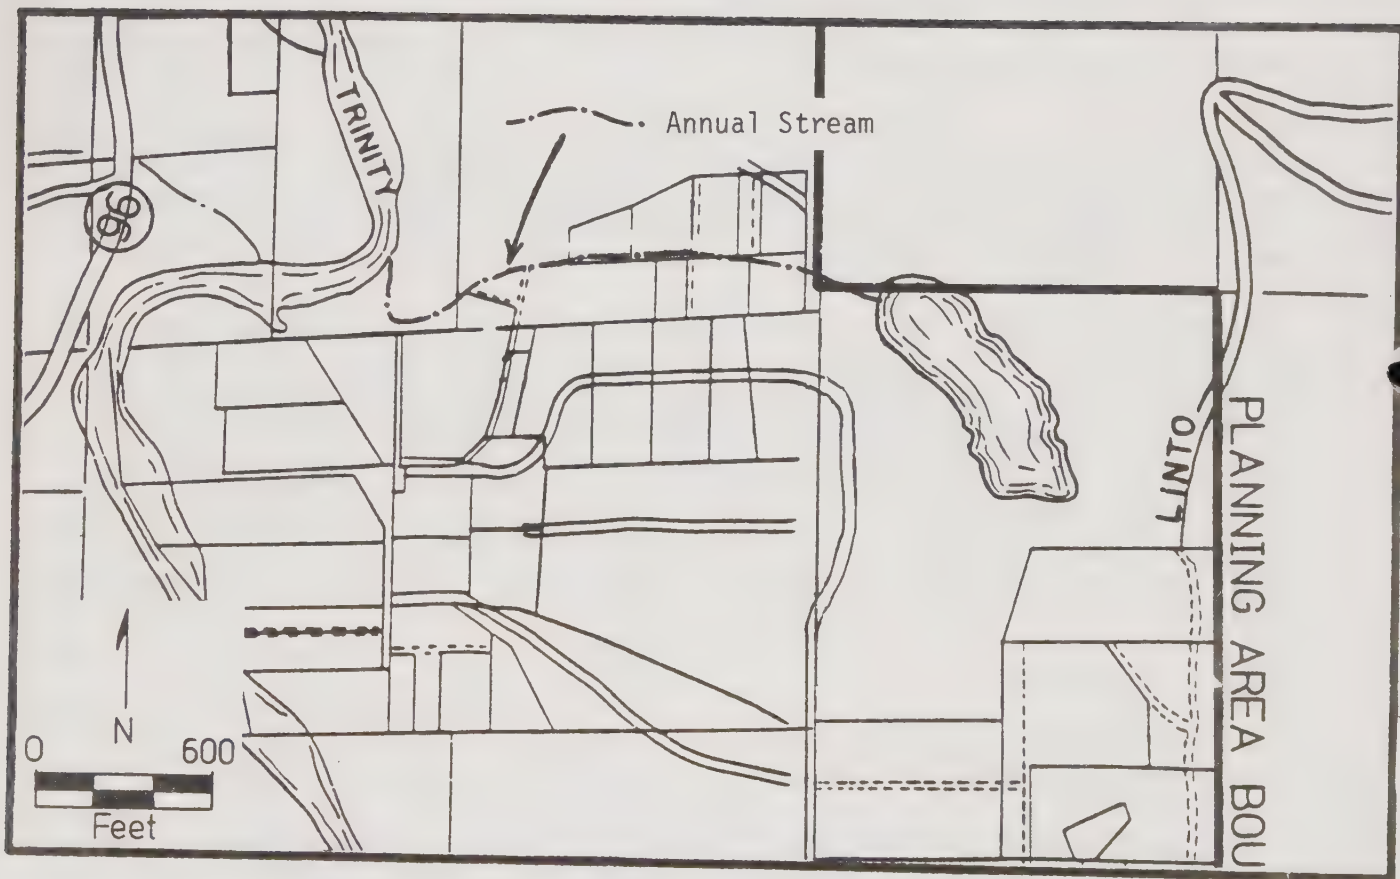 TRINITY
Annual Stream
96
LINTO
PLANNING AREA BOU
N
0 600
Feet